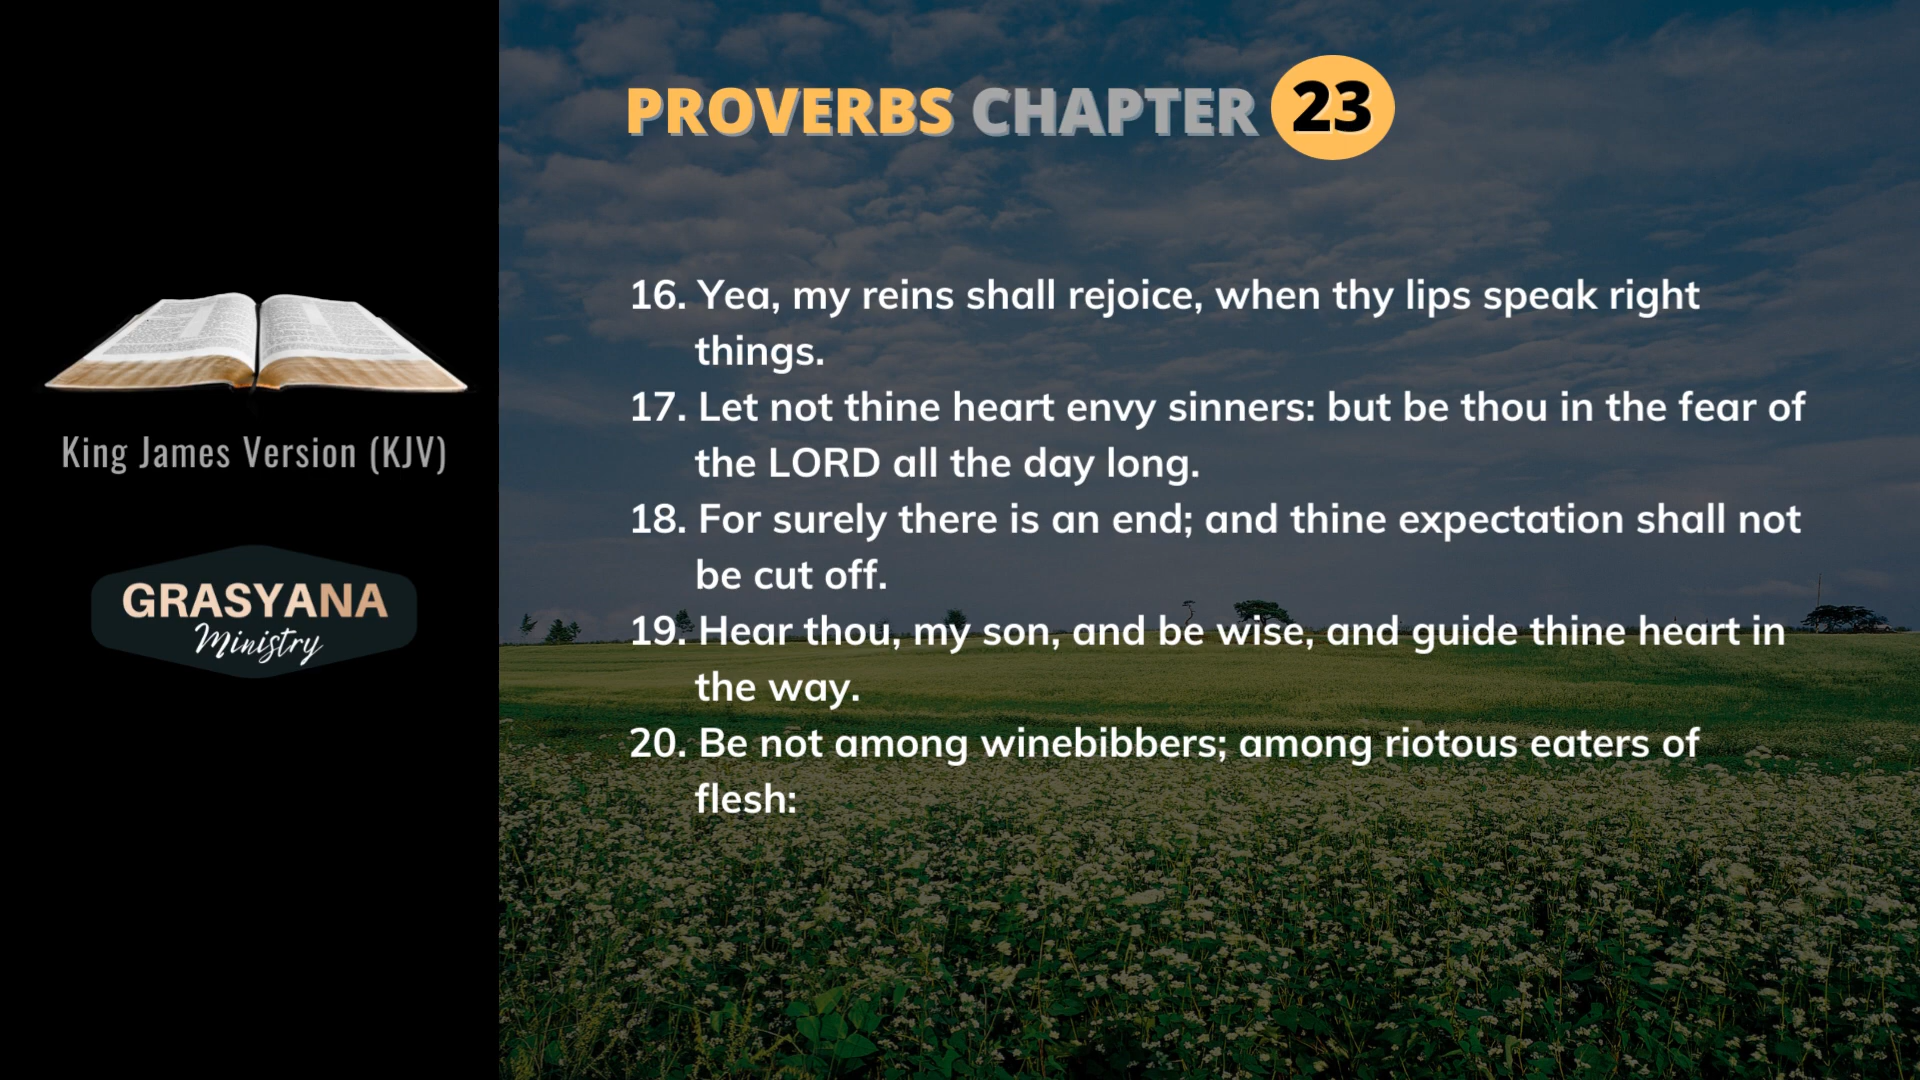 PROVERBS CHAPTER 23
King James Version (KJV)
GRASYANA
Ministry
16. Yea, my reins shall rejoice, when thy lips speak right
things.
17. Let not thine heart envy sinners: but be thou in the fear of
the LORD all the day long.
18. For surely there is an end; and thine expectation shall not
be cut off.
19. Hear thou, my son, and be wise, and guide thine heart in
the way.
20. Be not among winebibbers; among riotous eaters of
flesh: